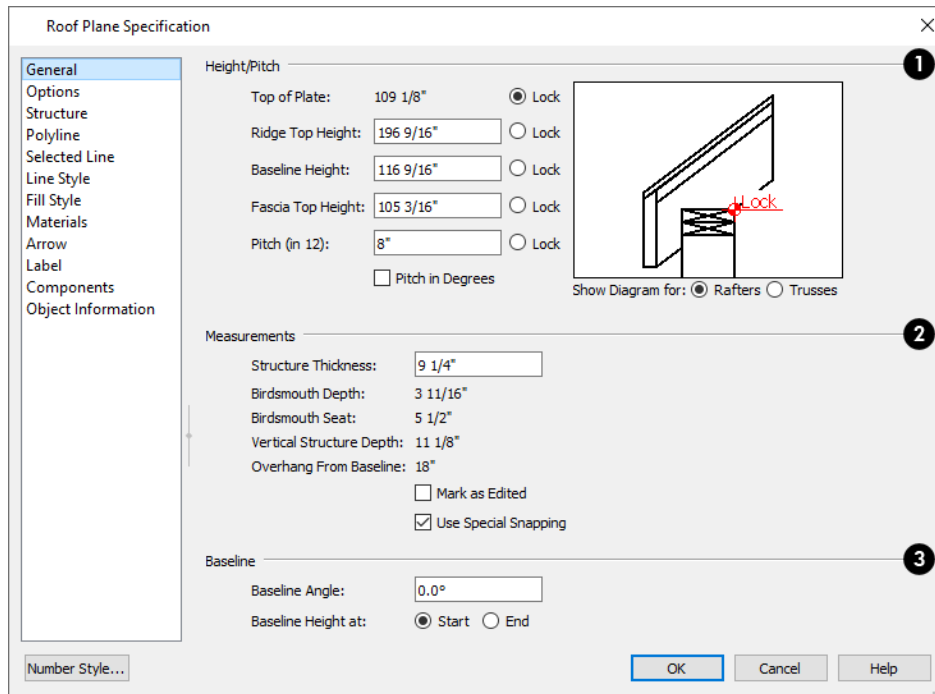 Roof Plane Specification
General
Options
Structure
Polyline
Selected Line
Line Style
Fill Style
Materials
Arrow
Label
Components
Object Information
Height/Pitch
1
Top of Plate: 109 1/8" Lock
Ridge Top Height: 196 9/16" Lock
Baseline Height: 116 9/16" Lock
Fascia Top Height: 105 3/16" Lock
Pitch (in 12): 8" Lock
Pitch in Degrees
Lock
Show Diagram for: Rafters Trusses
Measurements
2
Structure Thickness: 9 1/4"
Birdsmouth Depth: 3 11/16"
Birdsmouth Seat: 5 1/2"
Vertical Structure Depth: 11 1/8"
Overhang From Baseline: 18"
Mark as Edited
Use Special Snapping
Baseline
3
Baseline Angle: 0.0°
Baseline Height at: Start End
Number Style... OK Cancel Help